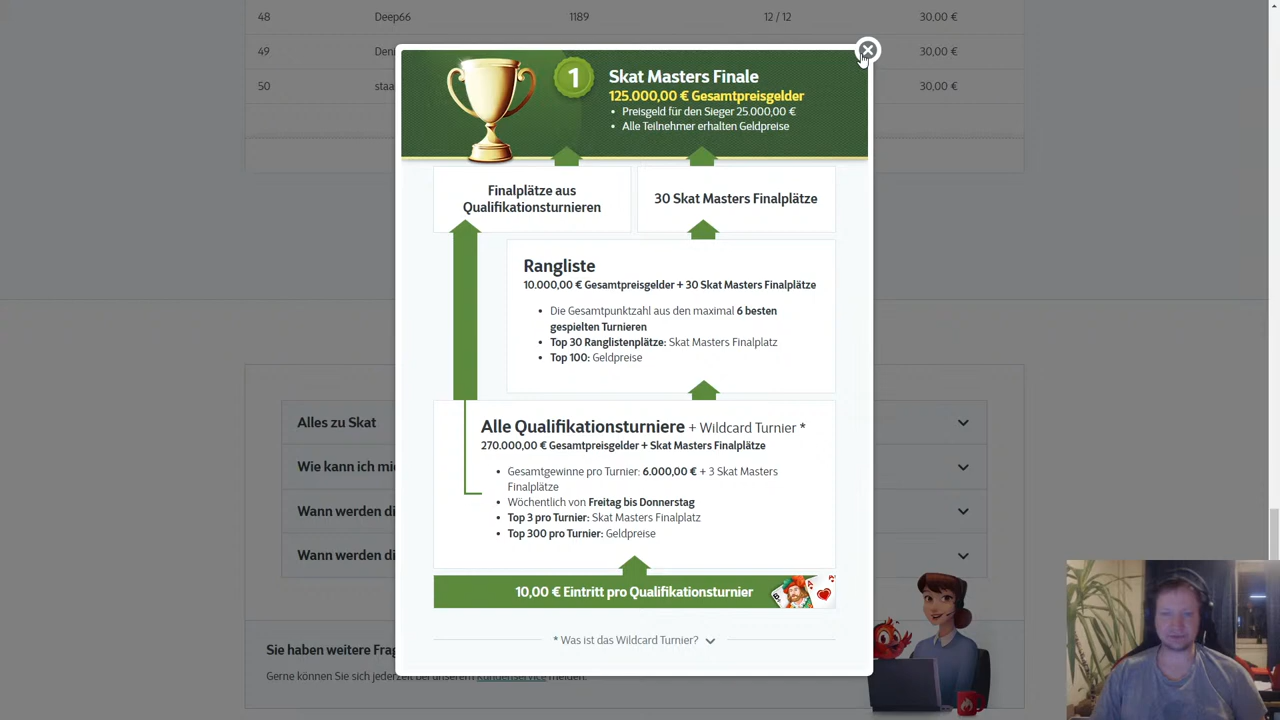 48 Deep66 1189 12 / 12 30,00 €
49 Den 30,00 €
50 staa 30,00 €
1
Skat Masters Finale
125.000,00 € Gesamtpreisgelder
• Preisgeld für den Sieger 25.000,00 €
• Alle Teilnehmer erhalten Geldpreise
Finalplätze aus
Qualifikationsturnieren
30 Skat Masters Finalplätze
Rangliste
10.000,00 € Gesamtpreisgelder + 30 Skat Masters Finalplätze
• Die Gesamtpunktzahl aus den maximal 6 besten
gespielten Turnieren
• Top 30 Ranglistenplätze: Skat Masters Finalplatz
• Top 100: Geldpreise
Alle Qualifikationsturniere + Wildcard Turnier *
270.000,00 € Gesamtpreisgelder + Skat Masters Finalplätze
• Gesamtgewinne pro Turnier: 6.000,00 € + 3 Skat Masters
Finalplätze
• Wöchentlich von Freitag bis Donnerstag
• Top 3 pro Turnier: Skat Masters Finalplatz
• Top 300 pro Turnier: Geldpreise
10,00 € Eintritt pro Qualifikationsturnier
* Was ist das Wildcard Turnier?
Alles zu Skat
Wie kann ich mi
Wann werden di
Wann werden di
Sie haben weitere Frag
Gerne können Sie sich jederzeit bei unserem Kundenservice melden.